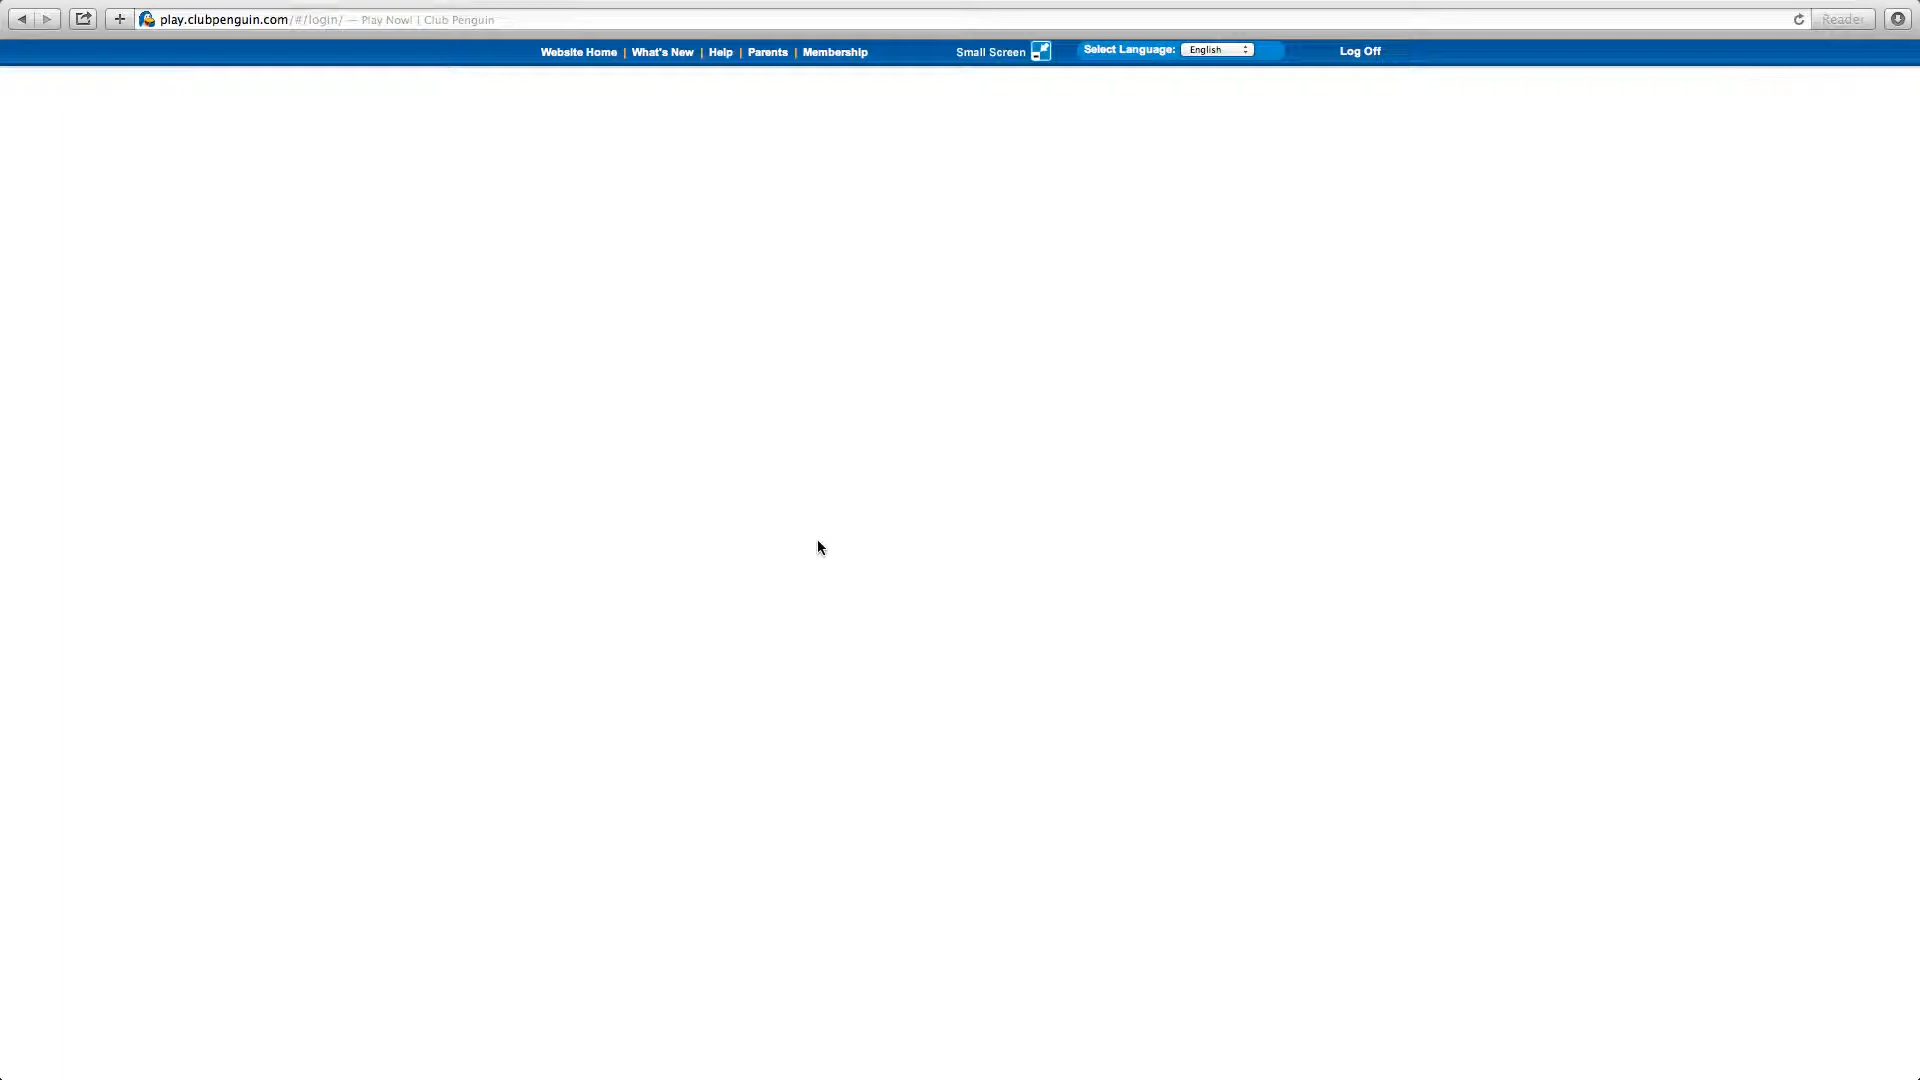 play.clubpenguin.com/#/login/ — Play Now! | Club Penguin
Reader
Website Home | What's New | Help | Parents | Membership
Small Screen
Select Language: English
Log Off